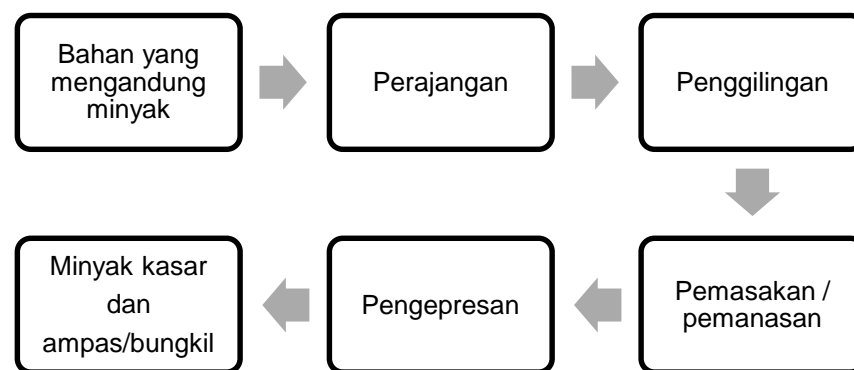 Bahan yang
mengandung
minyak
Perajangan
Penggilingan
Pemasakan /
pemanasan
Pengepresan
Minyak kasar
dan
ampas/bungkil